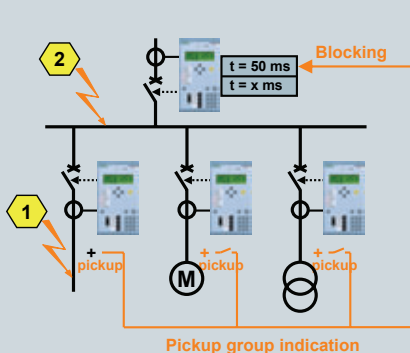 2
Blocking
t = 50 ms
t = x ms
1
+
pickup
+
pickup
+
pickup
M
Pickup group indication